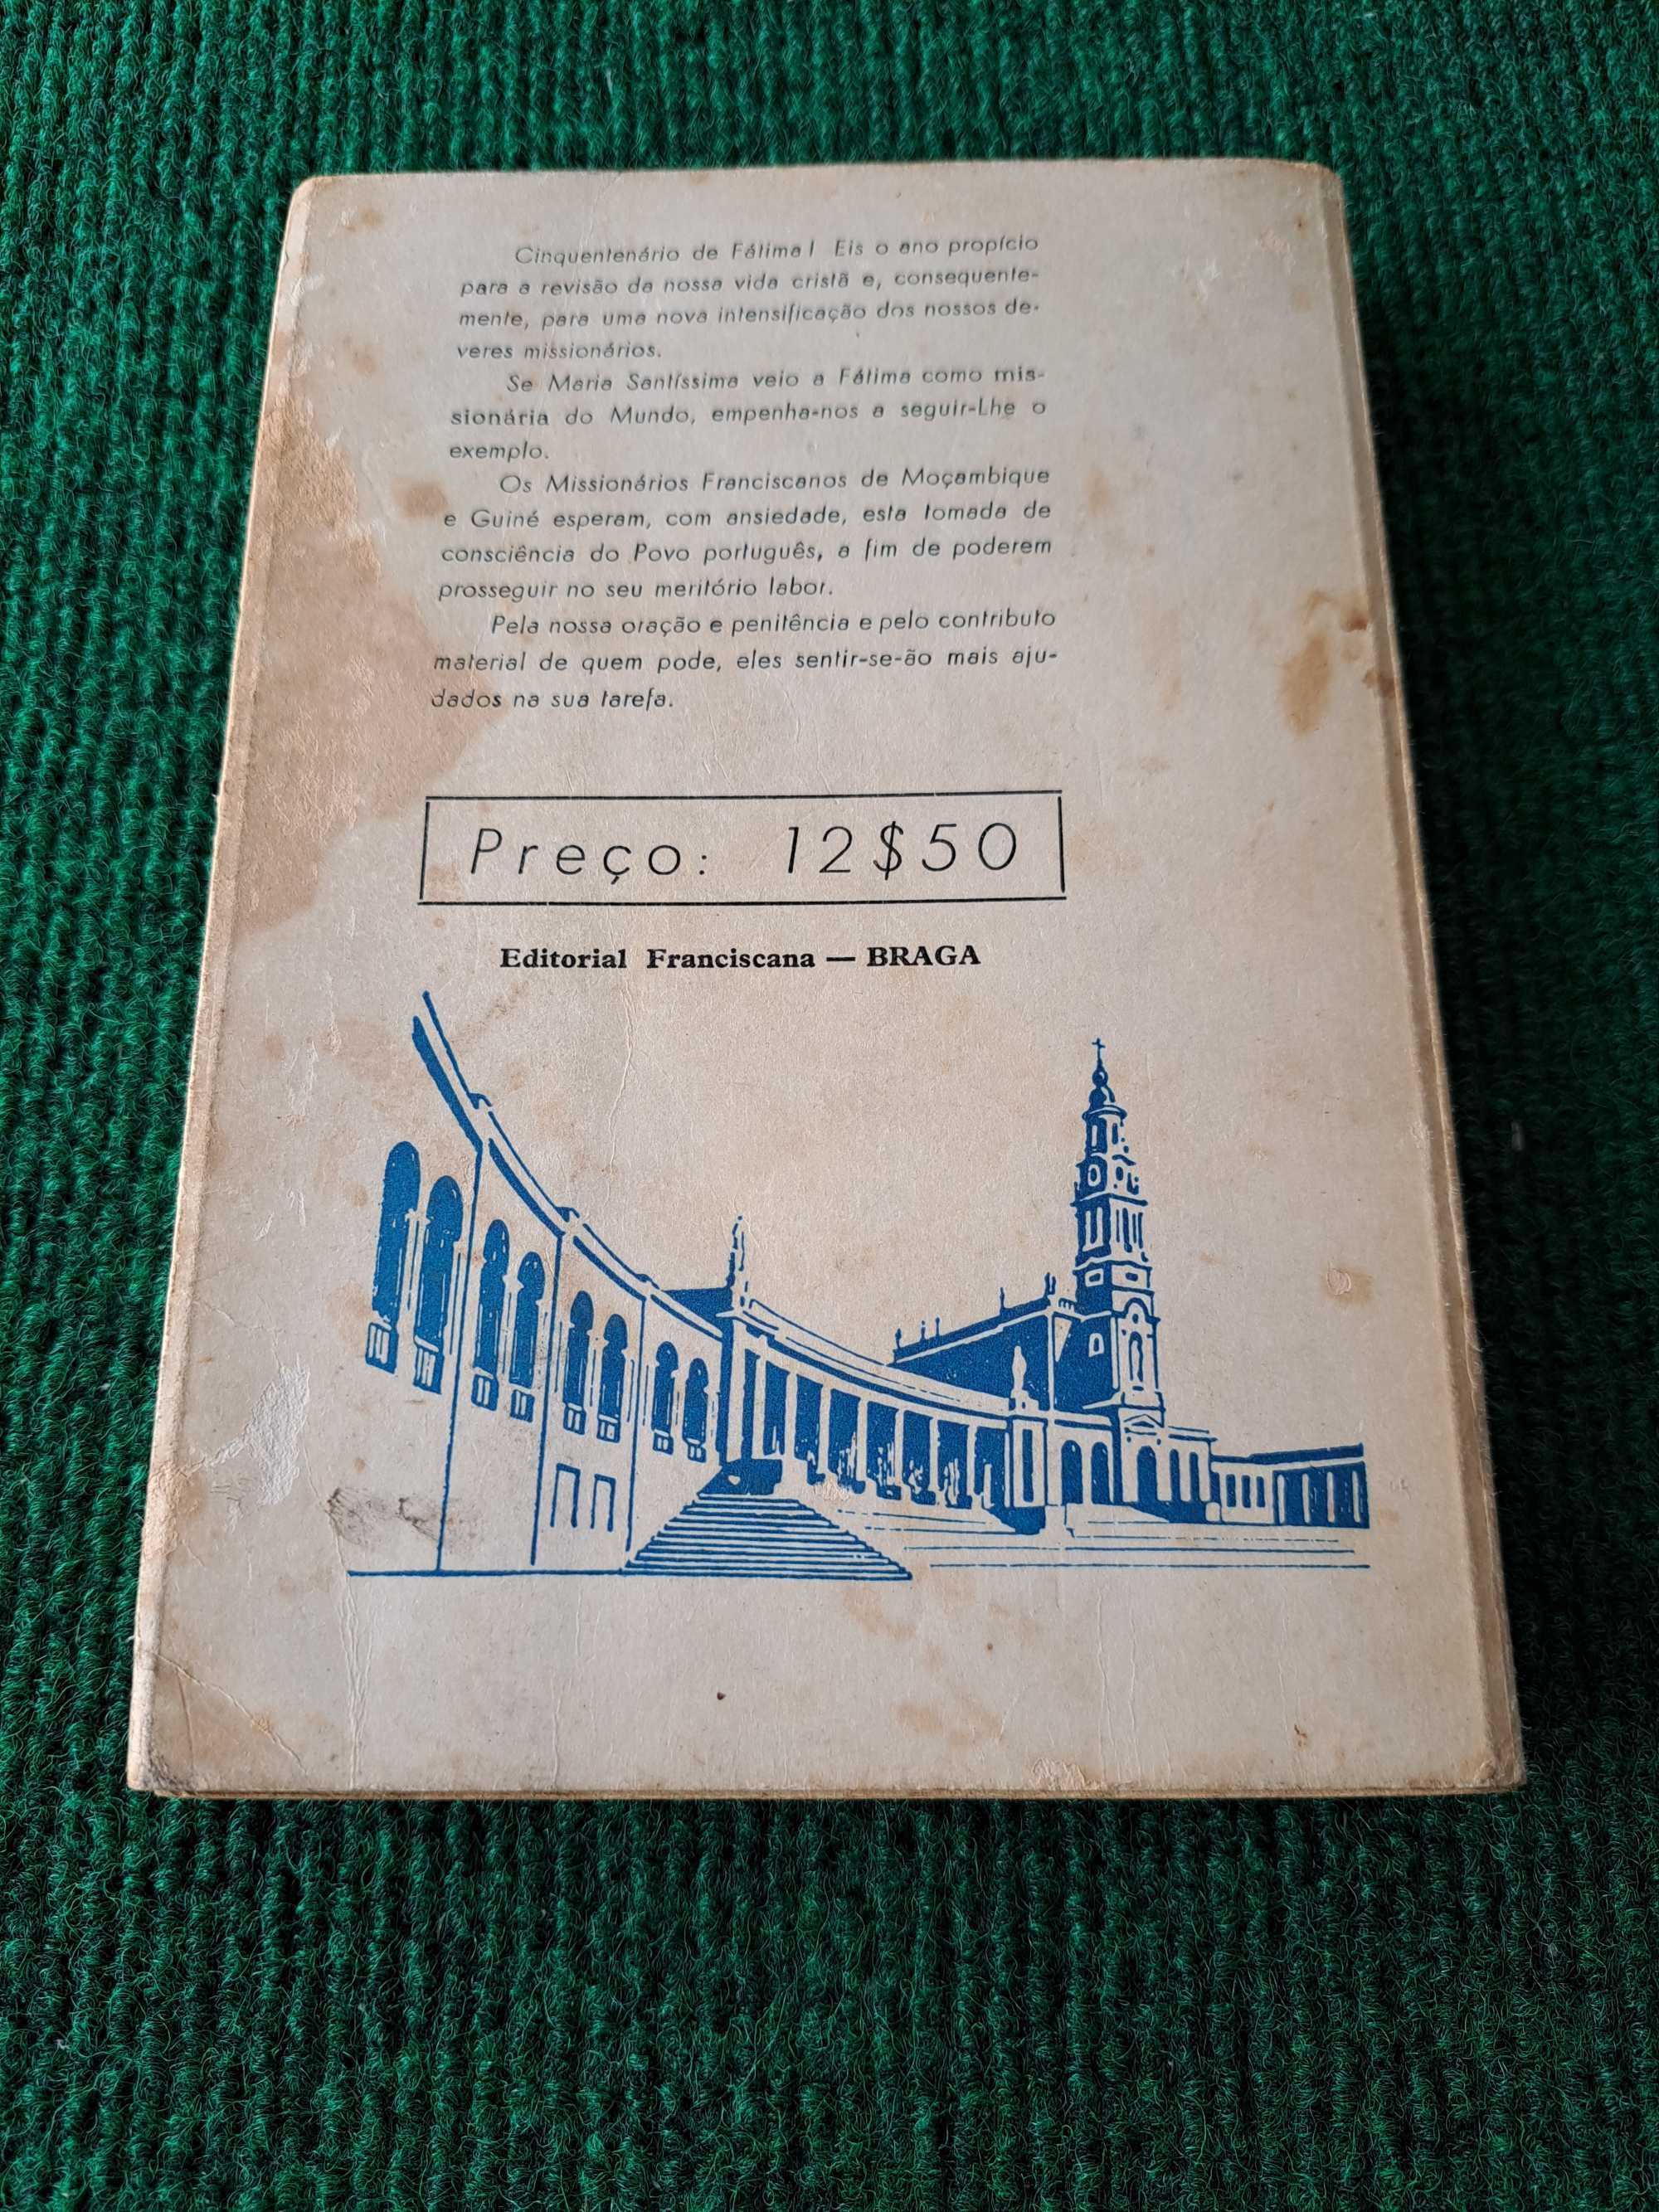 Cinquentenário de Fátima! Eis o ano propício
para a revisão da nossa vida cristã e, consequente-
mente, para uma nova intensificação dos nossos de-
veres missionários.
Se Maria Santíssima veio a Fátima como mis-
sionária do Mundo, empenha-nos a seguir-Lhe o
exemplo.
Os Missionários Franciscanos de Moçambique
e Guiné esperam, com ansiedade, esta tomada de
consciência do Povo português, a fim de poderem
prosseguir no seu meritório labor.
Pela nossa oração e penitência e pelo contributo
material de quem pode, eles sentir-se-ão mais aju-
dados na sua tarefa.
Preço: 12$50
Editorial Franciscana — BRAGA